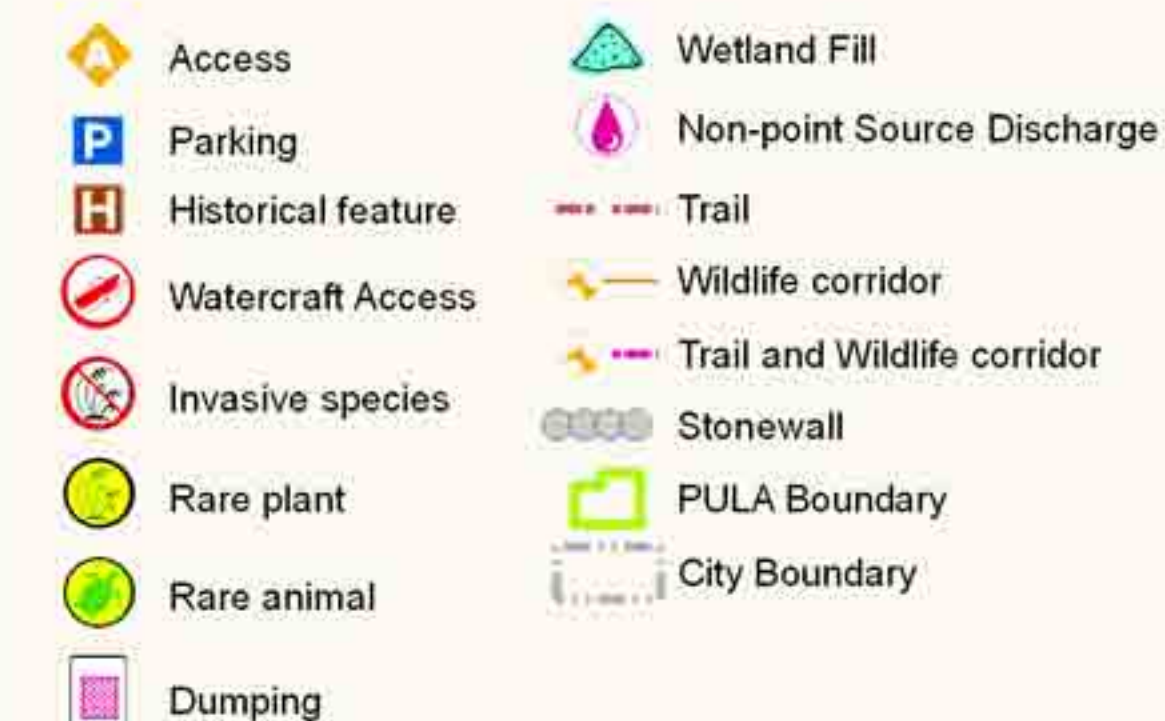 A Access
P Parking
H Historical feature
Watercraft Access
Invasive species
Rare plant
Rare animal
Dumping
Wetland Fill
Non-point Source Discharge
Trail
Wildlife corridor
Trail and Wildlife corridor
Stonewall
PULA Boundary
City Boundary